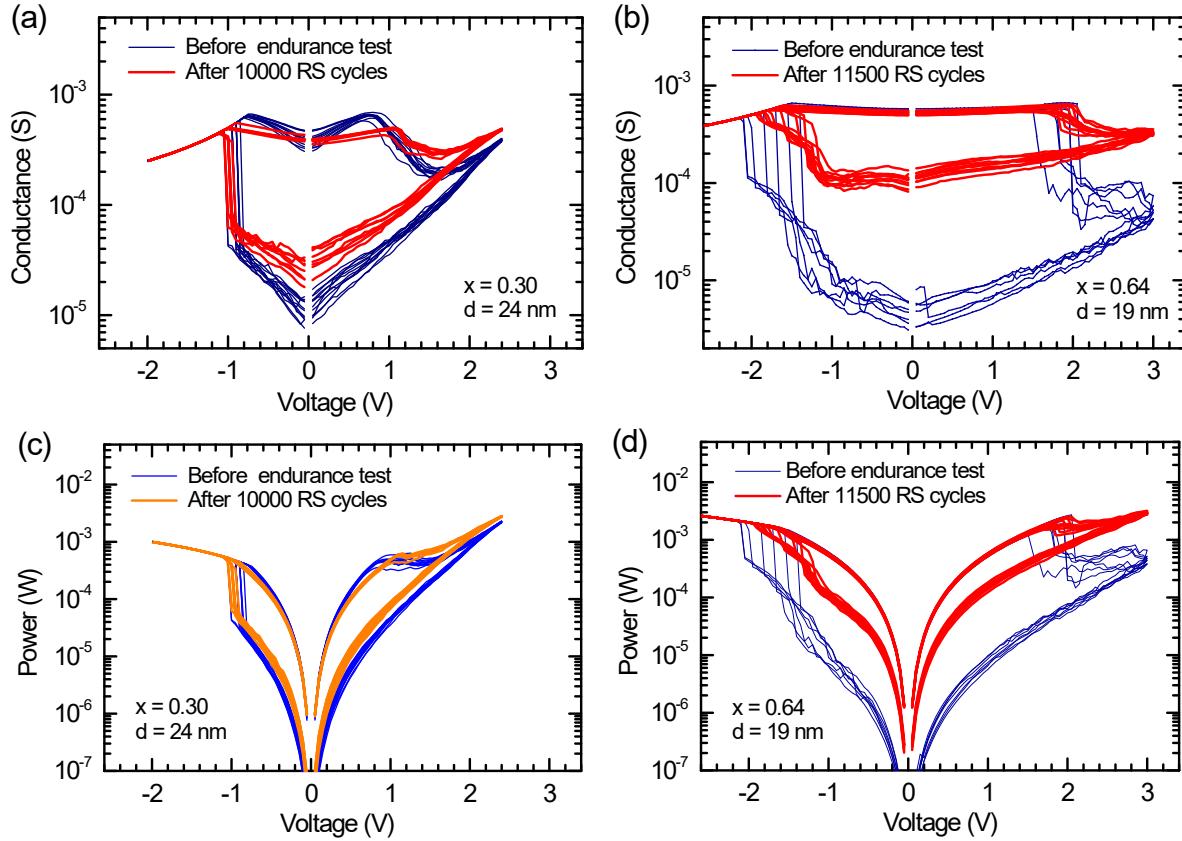 (a)
Before endurance test
After 10000 RS cycles
Conductance (S)
10⁻³
10⁻⁴
10⁻⁵
x = 0.30
d = 24 nm
-2 -1 0 1 2 3
Voltage (V)
(b)
Before endurance test
After 11500 RS cycles
Conductance (S)
10⁻³
10⁻⁴
10⁻⁵
x = 0.64
d = 19 nm
-2 -1 0 1 2 3
Voltage (V)
(c)
Before endurance test
After 10000 RS cycles
Power (W)
10⁻²
10⁻³
10⁻⁴
10⁻⁵
10⁻⁶
10⁻⁷
x = 0.30
d = 24 nm
-2 -1 0 1 2 3
Voltage (V)
(d)
Before endurance test
After 11500 RS cycles
Power (W)
10⁻²
10⁻³
10⁻⁴
10⁻⁵
10⁻⁶
10⁻⁷
x = 0.64
d = 19 nm
-2 -1 0 1 2 3
Voltage (V)